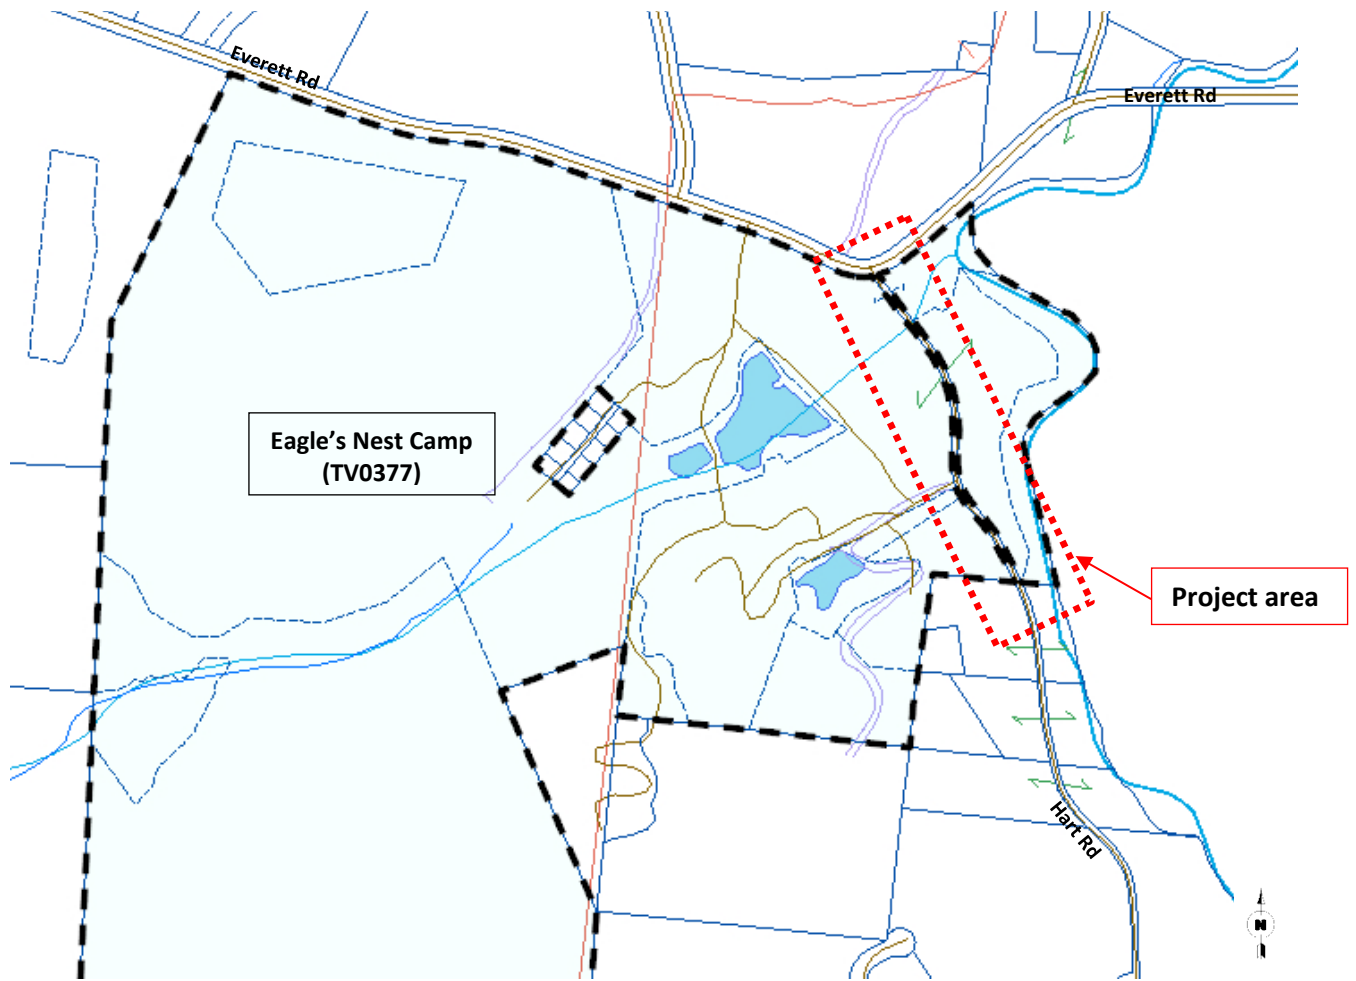 Everett Rd
Everett Rd
Eagle's Nest Camp
(TV0377)
Project area
Hart Rd
N